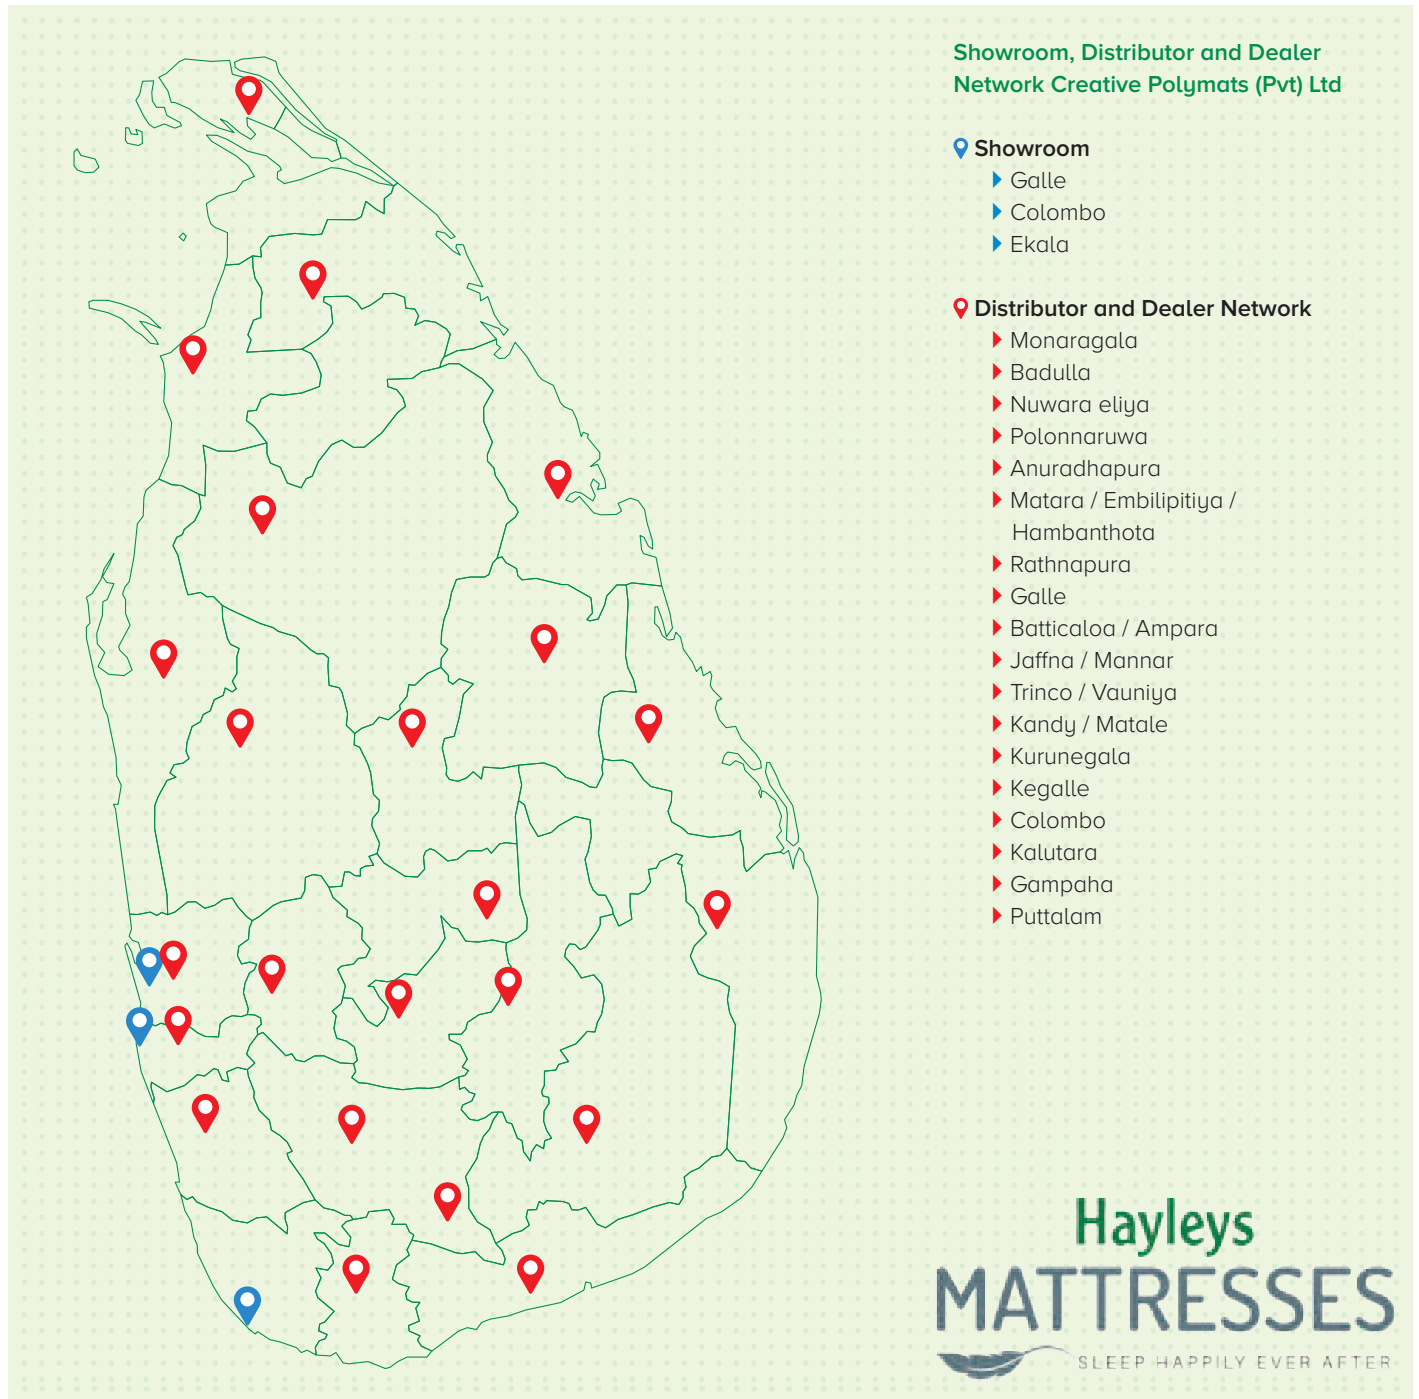 Showroom, Distributor and Dealer
Network Creative Polymats (Pvt) Ltd
Showroom
Galle
Colombo
Ekala
Distributor and Dealer Network
Monaragala
Badulla
Nuwara eliya
Polonnaruwa
Anuradhapura
Matara / Embilipitiya /
Hambanthota
Rathnapura
Galle
Batticaloa / Ampara
Jaffna / Mannar
Trinco / Vauniya
Kandy / Matale
Kurunegala
Kegalle
Colombo
Kalutara
Gampaha
Puttalam
Hayleys
MATTRESSES
SLEEP HAPPILY EVER AFTER